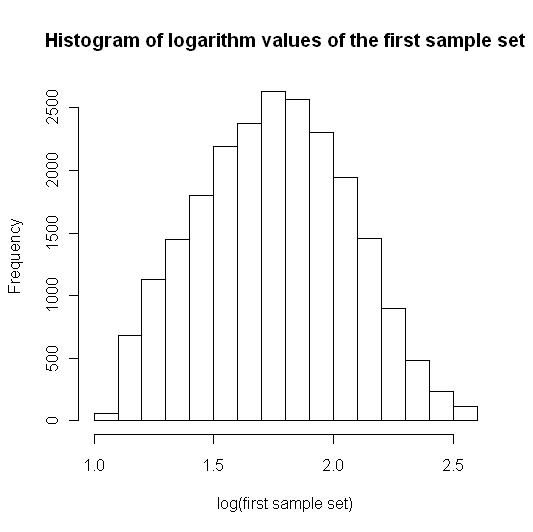 Histogram of logarithm values of the first sample set
Frequency
2500
2000
1500
1000
500
0
1.0 1.5 2.0 2.5
log(first sample set)